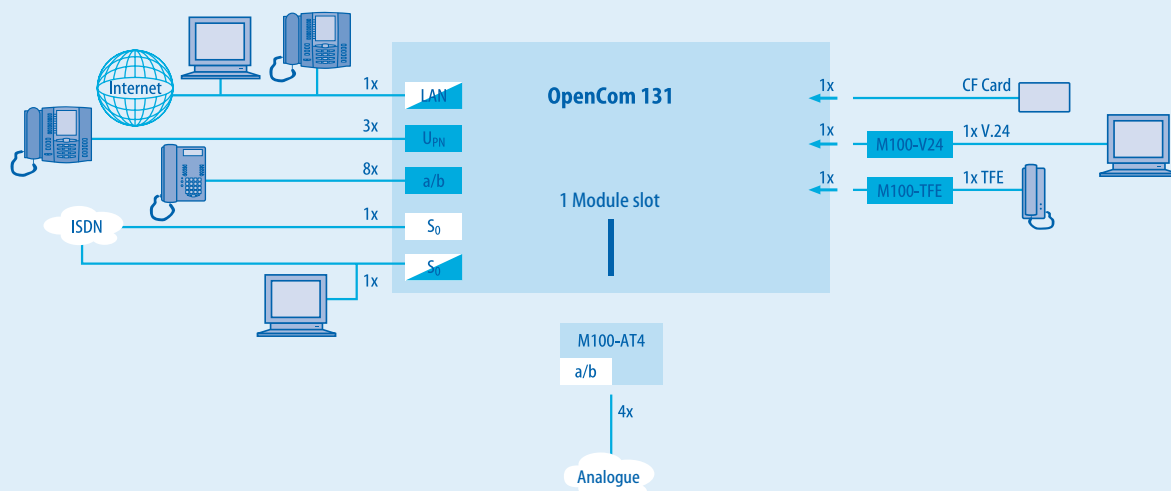 Internet
1x
LAN
OpenCom 131
1x
CF Card
3x
UPN
1x
M100-V24
1x V.24
8x
a/b
1x
M100-TFE
1x TFE
1 Module slot
ISDN
1x
S0
S0
1x
M100-AT4
a/b
4x
Analogue